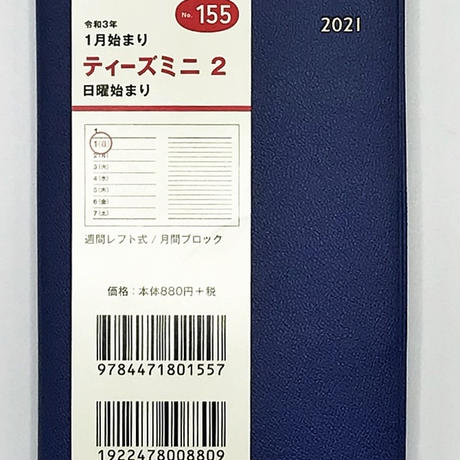 No. 155
2021
令和3年
1月始まり
ティーズミニ 2
日曜始まり
1
1(日)
2(月)
3(火)
4(水)
5(木)
6(金)
7(土)
週間レフト式 / 月間ブロック
価格：本体880円＋税
9784471801557
1922478008809